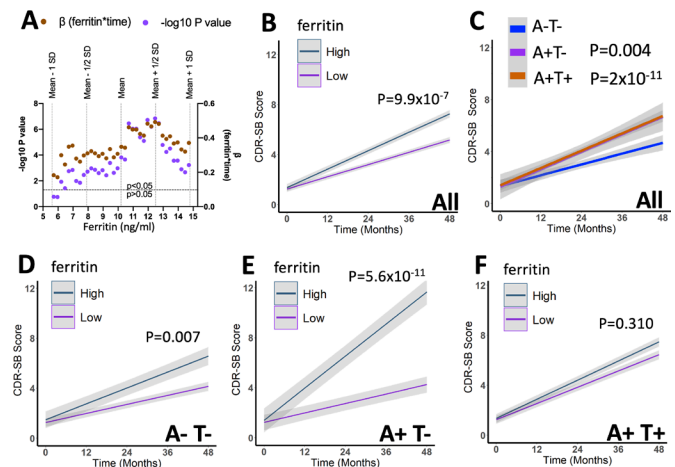 A
β (ferritin*time)
-log10 P value
Mean - 1 SD
Mean - 1/2 SD
Mean
Mean + 1/2 SD
Mean + 1 SD
-log10 P value
8
6
4
2
0
0.6
0.4
0.2
0.0
β
(ferritin*time)
p<0.05
p>0.05
5 6 7 8 9 10 11 12 13 14 15
Ferritin (ng/ml)
B
ferritin
High
Low
P=9.9x10-7
CDR-SB Score
12
8
4
0
0 12 24 36 48
Time (Months)
All
C
A-T-
A+T-
A+T+
P=0.004
P=2x10-11
CDR-SB Score
12
8
4
0
0 12 24 36 48
Time (Months)
All
D
ferritin
High
Low
P=0.007
CDR-SB Score
12
8
4
0
0 12 24 36 48
Time (Months)
A- T-
E
ferritin
High
Low
P=5.6x10-11
CDR-SB Score
12
8
4
0
0 12 24 36 48
Time (Months)
A+ T-
F
ferritin
High
Low
P=0.310
CDR-SB Score
12
8
4
0
0 12 24 36 48
Time (Months)
A+ T+